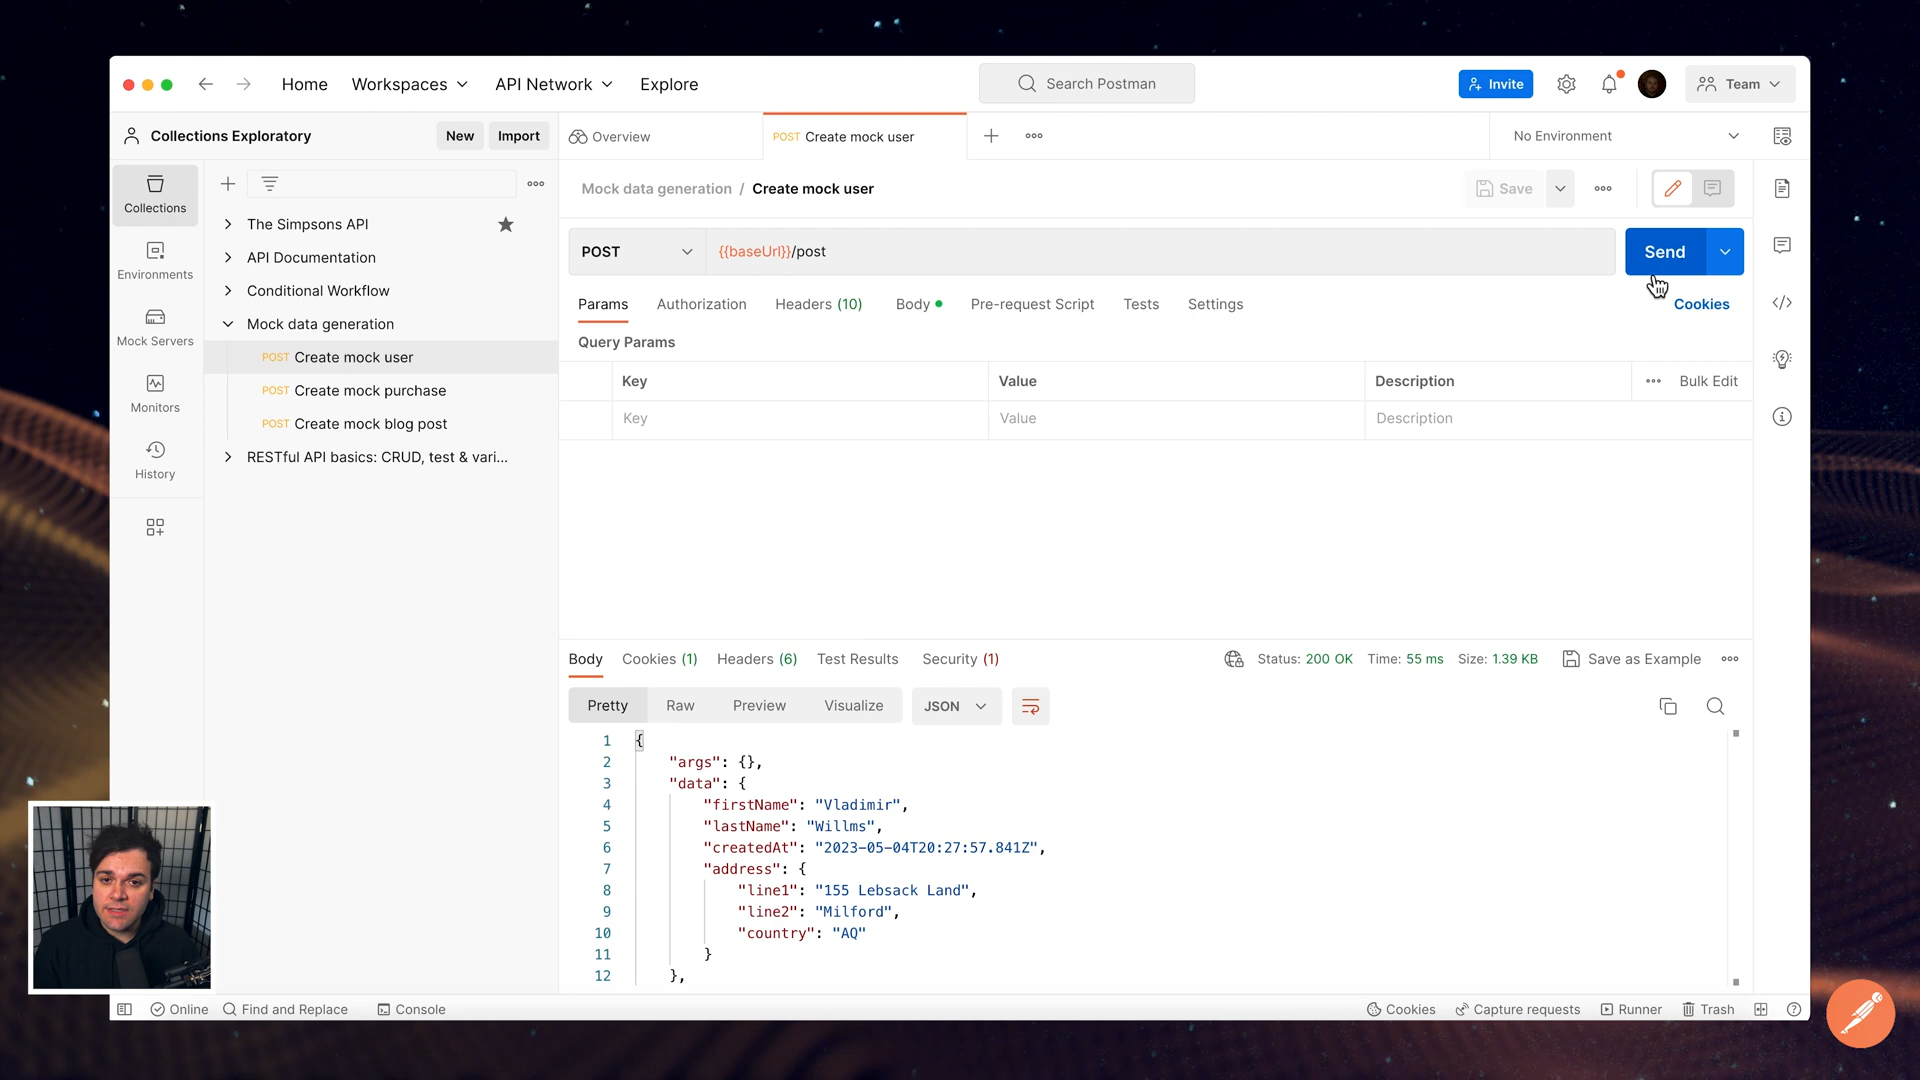 Home Workspaces API Network Explore Search Postman Invite Team
Collections Exploratory New Import Overview POST Create mock user No Environment
Collections
Environments
Mock Servers
Monitors
History
The Simpsons API
API Documentation
Conditional Workflow
Mock data generation
POST Create mock user
POST Create mock purchase
POST Create mock blog post
RESTful API basics: CRUD, test & vari...
Mock data generation / Create mock user Save
POST {{baseUrl}}/post Send
Params Authorization Headers (10) Body Pre-request Script Tests Settings Cookies
Query Params
Key Value Description Bulk Edit
Key Value Description
Body Cookies (1) Headers (6) Test Results Security (1) Status: 200 OK Time: 55 ms Size: 1.39 KB Save as Example
Pretty Raw Preview Visualize JSON
1 {
2 "args": {},
3 "data": {
4 "firstName": "Vladimir",
5 "lastName": "Willms",
6 "createdAt": "2023-05-04T20:27:57.841Z",
7 "address": {
8 "line1": "155 Lebsack Land",
9 "line2": "Milford",
10 "country": "AQ"
11 }
12 },
Online Find and Replace Console Cookies Capture requests Runner Trash